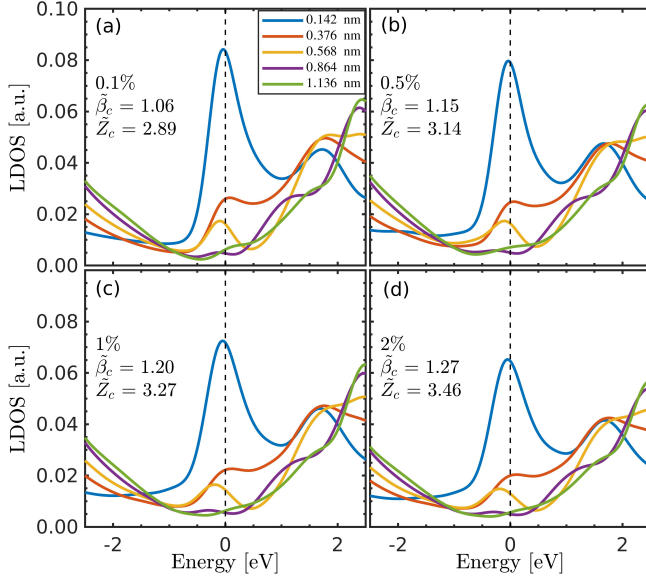 0.10
(a)
0.142 nm
0.376 nm
0.568 nm
0.864 nm
1.136 nm
(b)
0.08
0.1%
β̃c = 1.06
Z̃c = 2.89
0.5%
β̃c = 1.15
Z̃c = 3.14
LDOS [a.u.]
0.06
0.04
0.02
0.00
(c)
(d)
0.08
1%
β̃c = 1.20
Z̃c = 3.27
2%
β̃c = 1.27
Z̃c = 3.46
LDOS [a.u.]
0.06
0.04
0.02
0.00
-2 0 2
-2 0 2
Energy [eV]
Energy [eV]